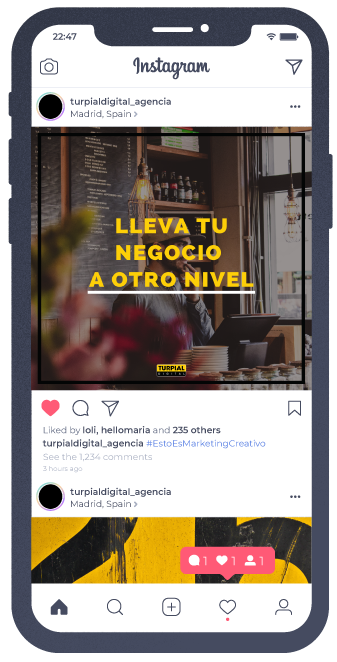 22:47
Instagram
turpialdigital_agencia
Madrid, Spain >
LLEVA TU
NEGOCIO
A OTRO NIVEL
TURPIAL
DIGITAL
Liked by loli, hellomaria and 235 others
turpialdigital_agencia #EstoEsMarketingCreativo
See the 1,234 comments
3 hours ago
turpialdigital_agencia
Madrid, Spain >
1 1 1